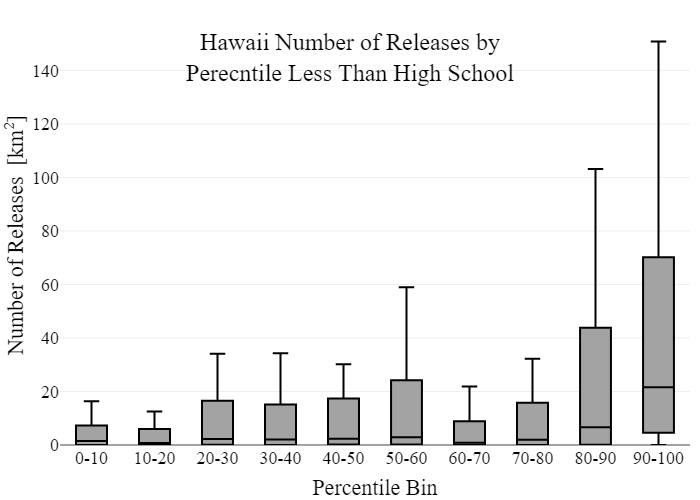 Hawaii Number of Releases by
Perecntile Less Than High School
Number of Releases [km²]
140
120
100
80
60
40
20
0
0-10 10-20 20-30 30-40 40-50 50-60 60-70 70-80 80-90 90-100
Percentile Bin